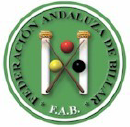 FEDERACIÓN ANDALUZA DE BILLAR
F.A.B.